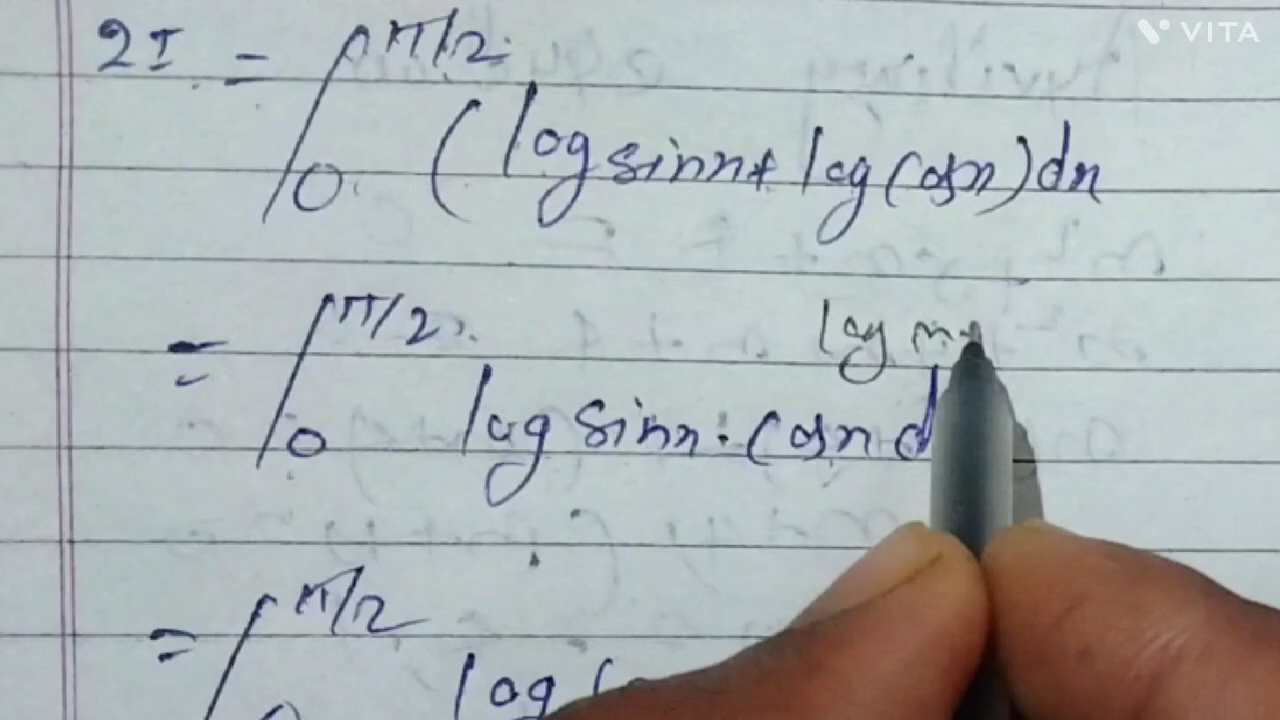 VITA
2I = ∫₀^π/2 (log sinx + log cosx) dx
log m+
= ∫₀^π/2 log sinx · cosx d
= ∫₀^π/2 log (